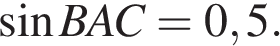 sin BAC = 0,5.